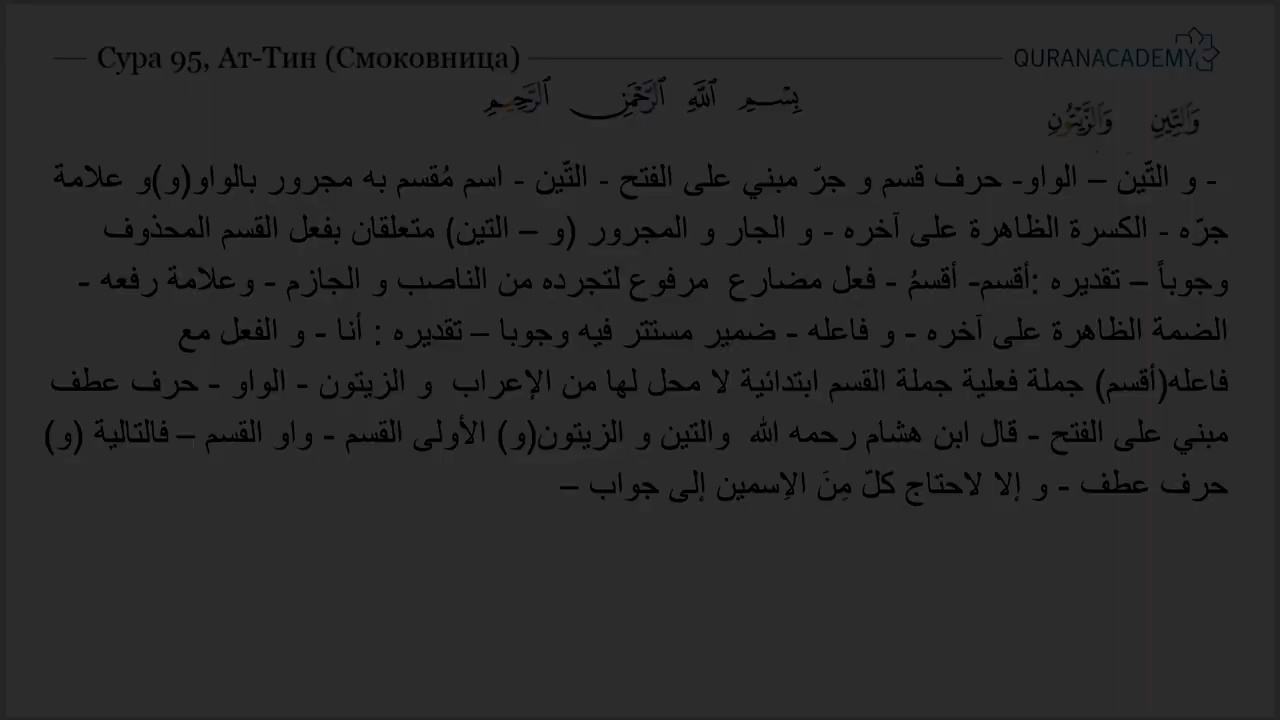 Сура 95, Ат-Тин (Смоковница)
QURANACADEMY
بِسْمِ ٱللَّهِ ٱلرَّحْمَٰنِ ٱلرَّحِيمِ
وَٱلتِّينِ وَٱلزَّيْتُونِ
- و التّين – الواو- حرف قسم و جرّ مبني على الفتح - التّين - اسم مُقسم به مجرور بالواو(و)و علامة
جرّه - الكسرة الظاهرة على آخره - و الجار و المجرور (و – التين) متعلقان بفعل القسم المحذوف
وجوباً – تقديره :أقسم- أقسمُ - فعل مضارع مرفوع لتجرده من الناصب و الجازم - وعلامة رفعه -
الضمة الظاهرة على آخره - و فاعله - ضمير مستتر فيه وجوبا – تقديره : أنا - و الفعل مع
فاعله(أقسم) جملة فعلية جملة القسم ابتدائية لا محل لها من الإعراب و الزيتون - الواو - حرف عطف
مبني على الفتح - قال ابن هشام رحمه الله والتين و الزيتون(و) الأولى القسم - واو القسم – فالتالية (و)
حرف عطف - و إلا لاحتاج كلّ مِنَ الاِسمين إلى جواب –